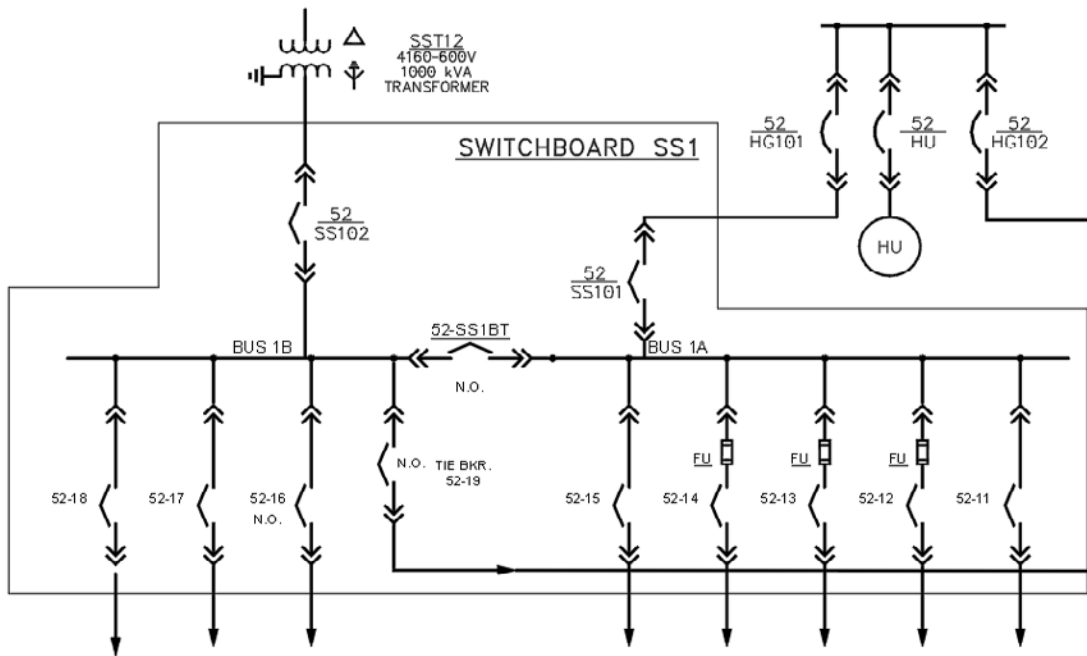 SST12
4160-600V
1000 kVA
TRANSFORMER
52
HG101
52
HU
52
HG102
SWITCHBOARD SS1
52
SS102
HU
52
SS101
52-SS1BT
BUS 1B
BUS 1A
N.O.
N.O. TIE BKR.
52-19
FU
FU
FU
52-18
52-17
52-16
N.O.
52-15
52-14
52-13
52-12
52-11